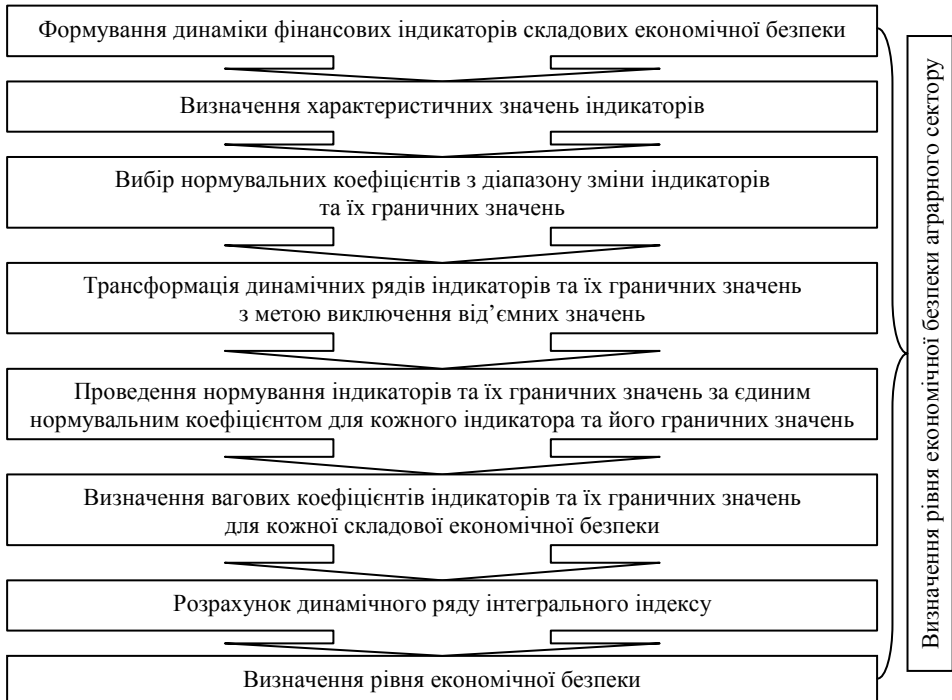 Формування динаміки фінансових індикаторів складових економічної безпеки
Визначення характеристичних значень індикаторів
Вибір нормувальних коефіцієнтів з діапазону зміни індикаторів
та їх граничних значень
Трансформація динамічних рядів індикаторів та їх граничних значень
з метою виключення від’ємних значень
Проведення нормування індикаторів та їх граничних значень за єдиним
нормувальним коефіцієнтом для кожного індикатора та його граничних значень
Визначення вагових коефіцієнтів індикаторів та їх граничних значень
для кожної складової економічної безпеки
Розрахунок динамічного ряду інтегрального індексу
Визначення рівня економічної безпеки
Визначення рівня економічної безпеки аграрного сектору